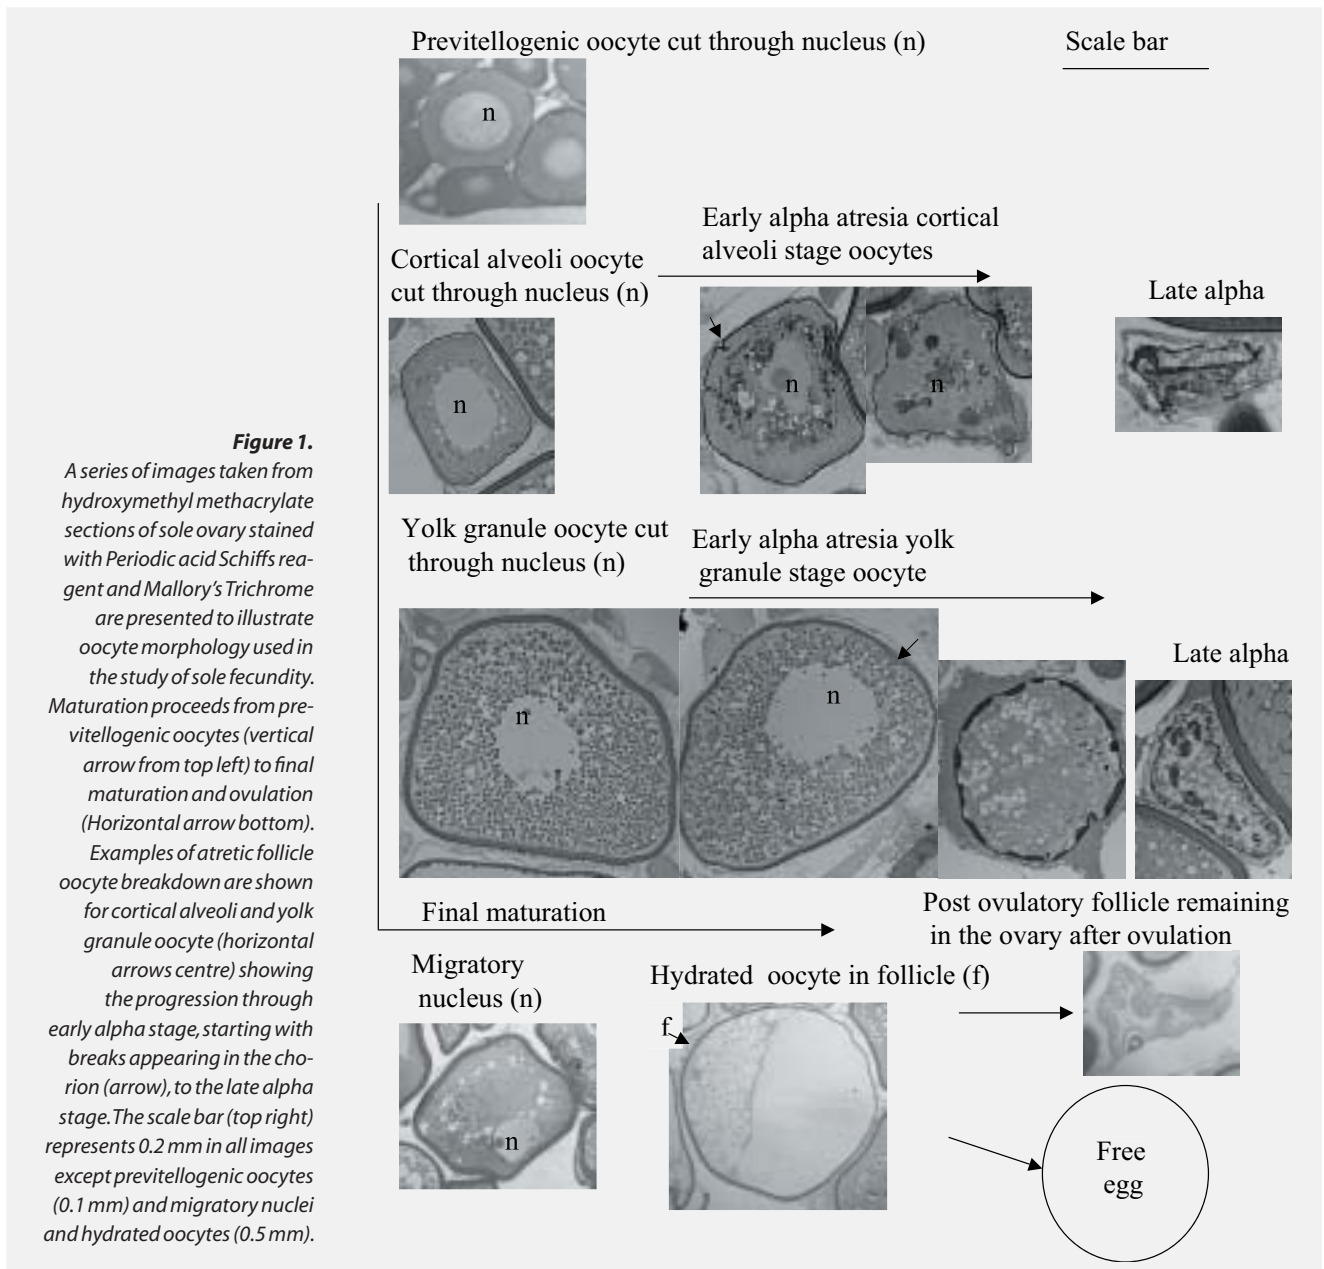 Previtellogenic oocyte cut through nucleus (n)
Scale bar
n
Early alpha atresia cortical
alveoli stage oocytes
Cortical alveoli oocyte
cut through nucleus (n)
Late alpha
n
n
n
Figure 1.
A series of images taken from
hydroxymethyl methacrylate
sections of sole ovary stained
with Periodic acid Schiffs rea-
gent and Mallory's Trichrome
are presented to illustrate
oocyte morphology used in
the study of sole fecundity.
Maturation proceeds from pre-
vitellogenic oocytes (vertical
arrow from top left) to final
maturation and ovulation
(Horizontal arrow bottom).
Examples of atretic follicle
oocyte breakdown are shown
for cortical alveoli and yolk
granule oocyte (horizontal
arrows centre) showing
the progression through
early alpha stage, starting with
breaks appearing in the cho-
rion (arrow), to the late alpha
stage. The scale bar (top right)
represents 0.2 mm in all images
except previtellogenic oocytes
(0.1 mm) and migratory nuclei
and hydrated oocytes (0.5 mm).
Yolk granule oocyte cut
through nucleus (n)
Early alpha atresia yolk
granule stage oocyte
Late alpha
n
n
Final maturation
Post ovulatory follicle remaining
in the ovary after ovulation
Migratory
nucleus (n)
Hydrated oocyte in follicle (f)
f
n
Free
egg